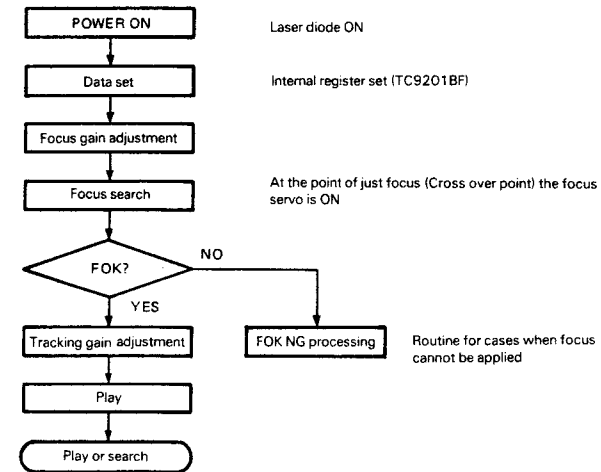 POWER ON
Laser diode ON
Data set
Internal register set (TC9201BF)
Focus gain adjustment
Focus search
At the point of just focus (Cross over point) the focus
servo is ON
FOK?
NO
YES
Tracking gain adjustment
FOK NG processing
Routine for cases when focus
cannot be applied
Play
Play or search